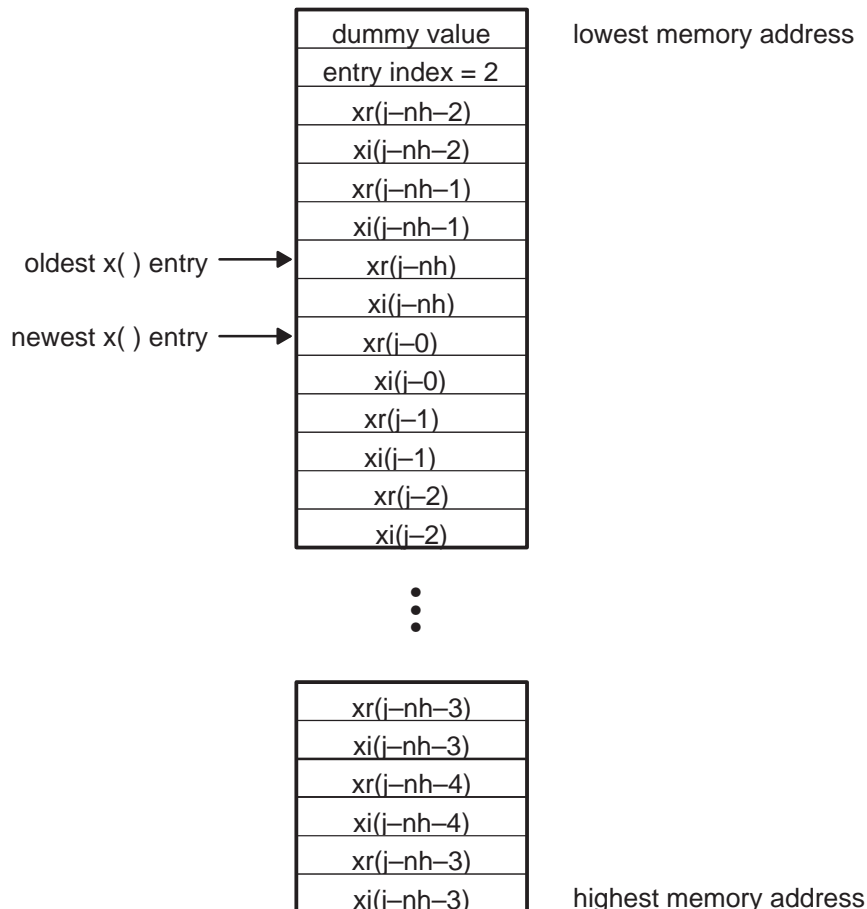 dummy value lowest memory address
entry index = 2
xr(j–nh–2)
xi(j–nh–2)
xr(j–nh–1)
xi(j–nh–1)
oldest x( ) entry xr(j–nh)
xi(j–nh)
newest x( ) entry xr(j–0)
xi(j–0)
xr(j–1)
xi(j–1)
xr(j–2)
xi(j–2)
xr(j–nh–3)
xi(j–nh–3)
xr(j–nh–4)
xi(j–nh–4)
xr(j–nh–3)
xi(j–nh–3) highest memory address